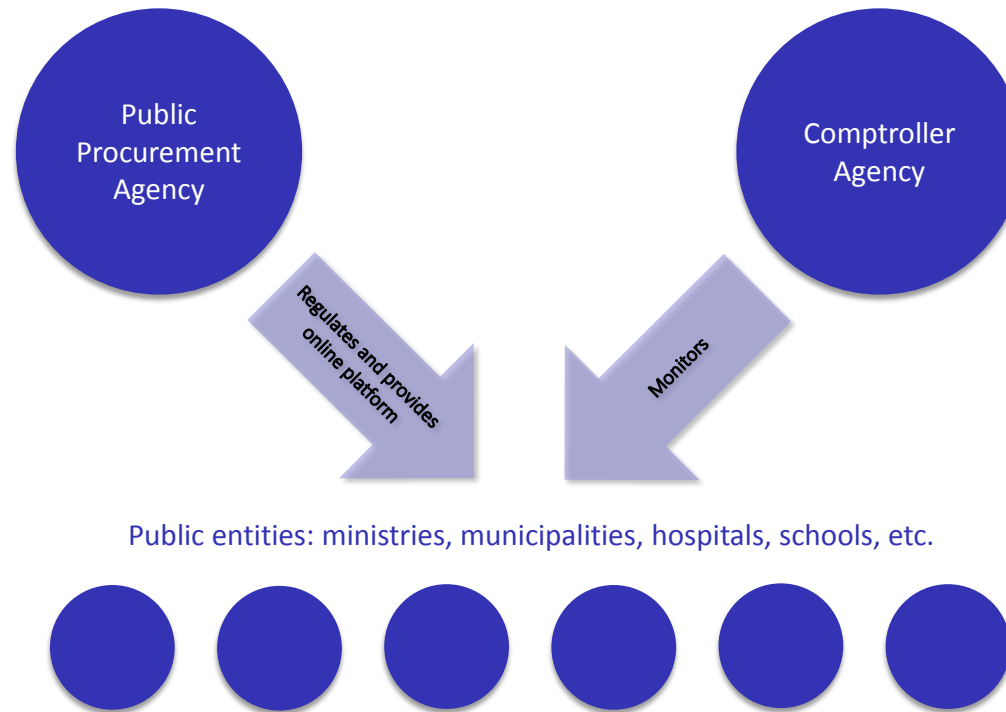 Public
Procurement
Agency
Comptroller
Agency
Regulates and provides
online platform
Monitors
Public entities: ministries, municipalities, hospitals, schools, etc.